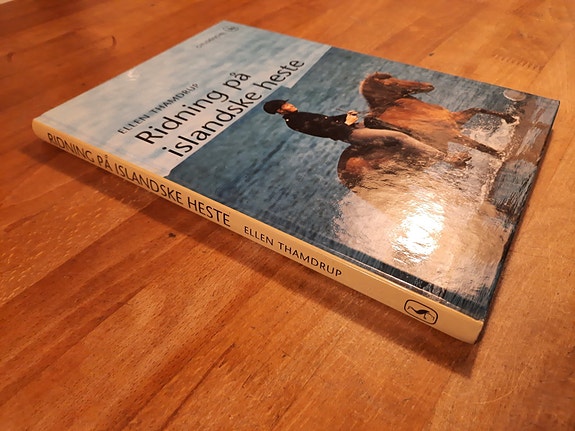 ELLEN THAMDRUP
Ridning på
islandske heste
RIDNING PÅ ISLANDSKE HESTE ELLEN THAMDRUP